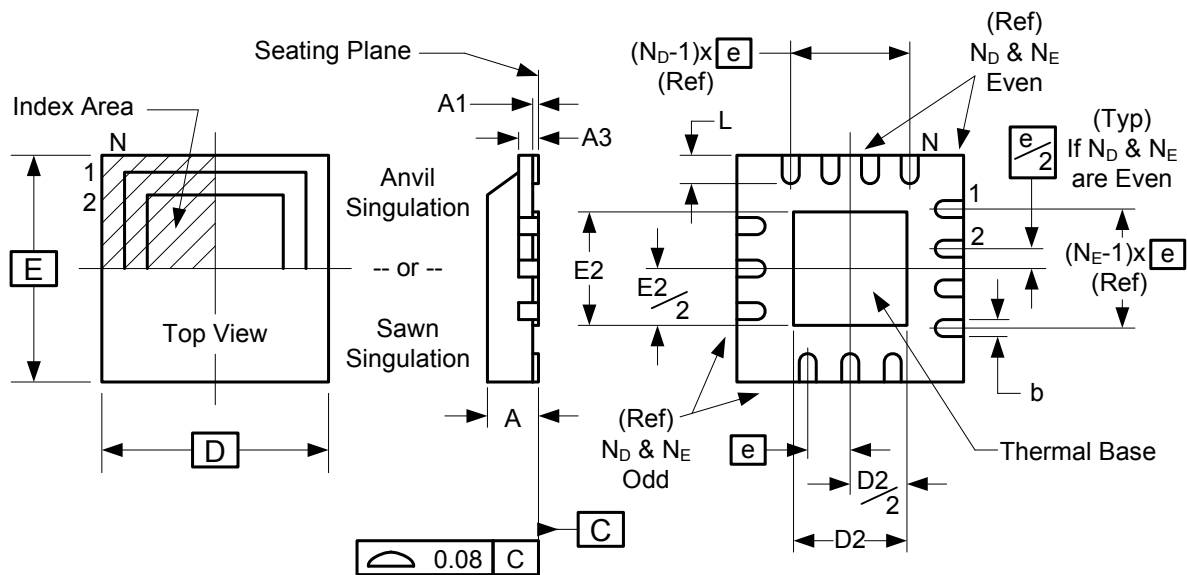 Seating Plane
(ND-1)x e
(Ref)
(Ref)
ND & NE
Even
Index Area
A1
A3
L
N
1
2
Anvil
Singulation
-- or --
Sawn
Singulation
E
Top View
D
A
N
1
2
e/2
(Typ)
If ND & NE
are Even
(NE-1)x e
(Ref)
E2
E2/2
b
(Ref)
ND & NE
Odd
e
Thermal Base
D2/2
D2
C
0.08 C